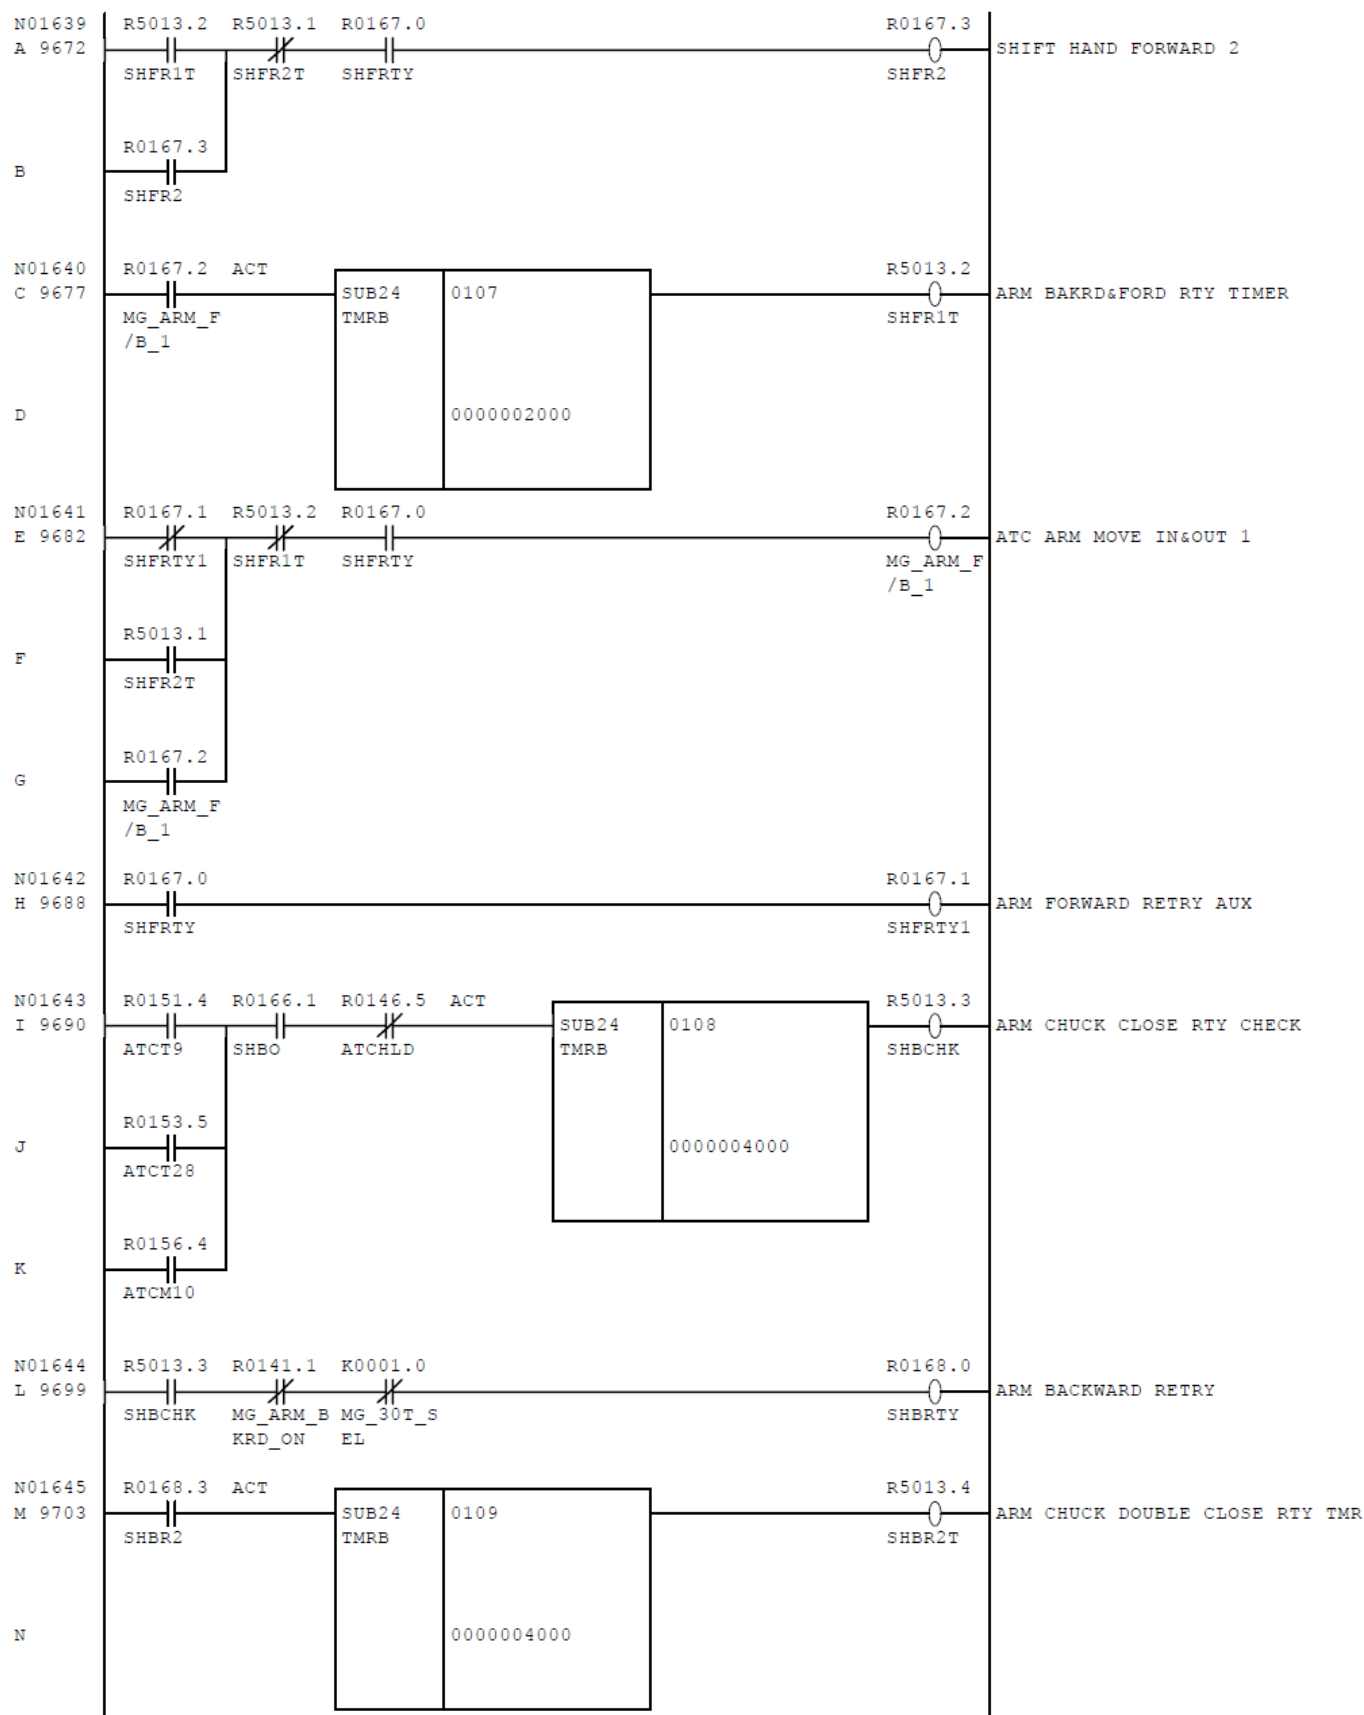 N01639 R5013.2 R5013.1 R0167.0 R0167.3
A 9672 SHIFT HAND FORWARD 2
SHFR1T SHFR2T SHFRTY SHFR2
R0167.3
B
SHFR2
N01640 R0167.2 ACT R5013.2
C 9677 SUB24 0107 ARM BAKRD&FORD RTY TIMER
MG_ARM_F TMRB SHFR1T
/B_1
D 0000002000
N01641 R0167.1 R5013.2 R0167.0 R0167.2
E 9682 ATC ARM MOVE IN&OUT 1
SHFRTY1 SHFR1T SHFRTY MG_ARM_F
/B_1
R5013.1
F
SHFR2T
R0167.2
G
MG_ARM_F
/B_1
N01642 R0167.0 R0167.1
H 9688 ARM FORWARD RETRY AUX
SHFRTY SHFRTY1
N01643 R0151.4 R0166.1 R0146.5 ACT R5013.3
I 9690 SUB24 0108 ARM CHUCK CLOSE RTY CHECK
ATCT9 SHBO ATCHLD TMRB SHBCHK
R0153.5
J 0000004000
ATCT28
R0156.4
K
ATCM10
N01644 R5013.3 R0141.1 K0001.0 R0168.0
L 9699 ARM BACKWARD RETRY
SHBCHK MG_ARM_B MG_30T_S SHBRTY
KRD_ON EL
N01645 R0168.3 ACT R5013.4
M 9703 SUB24 0109 ARM CHUCK DOUBLE CLOSE RTY TMR
SHBR2 TMRB SHBR2T
N 0000004000